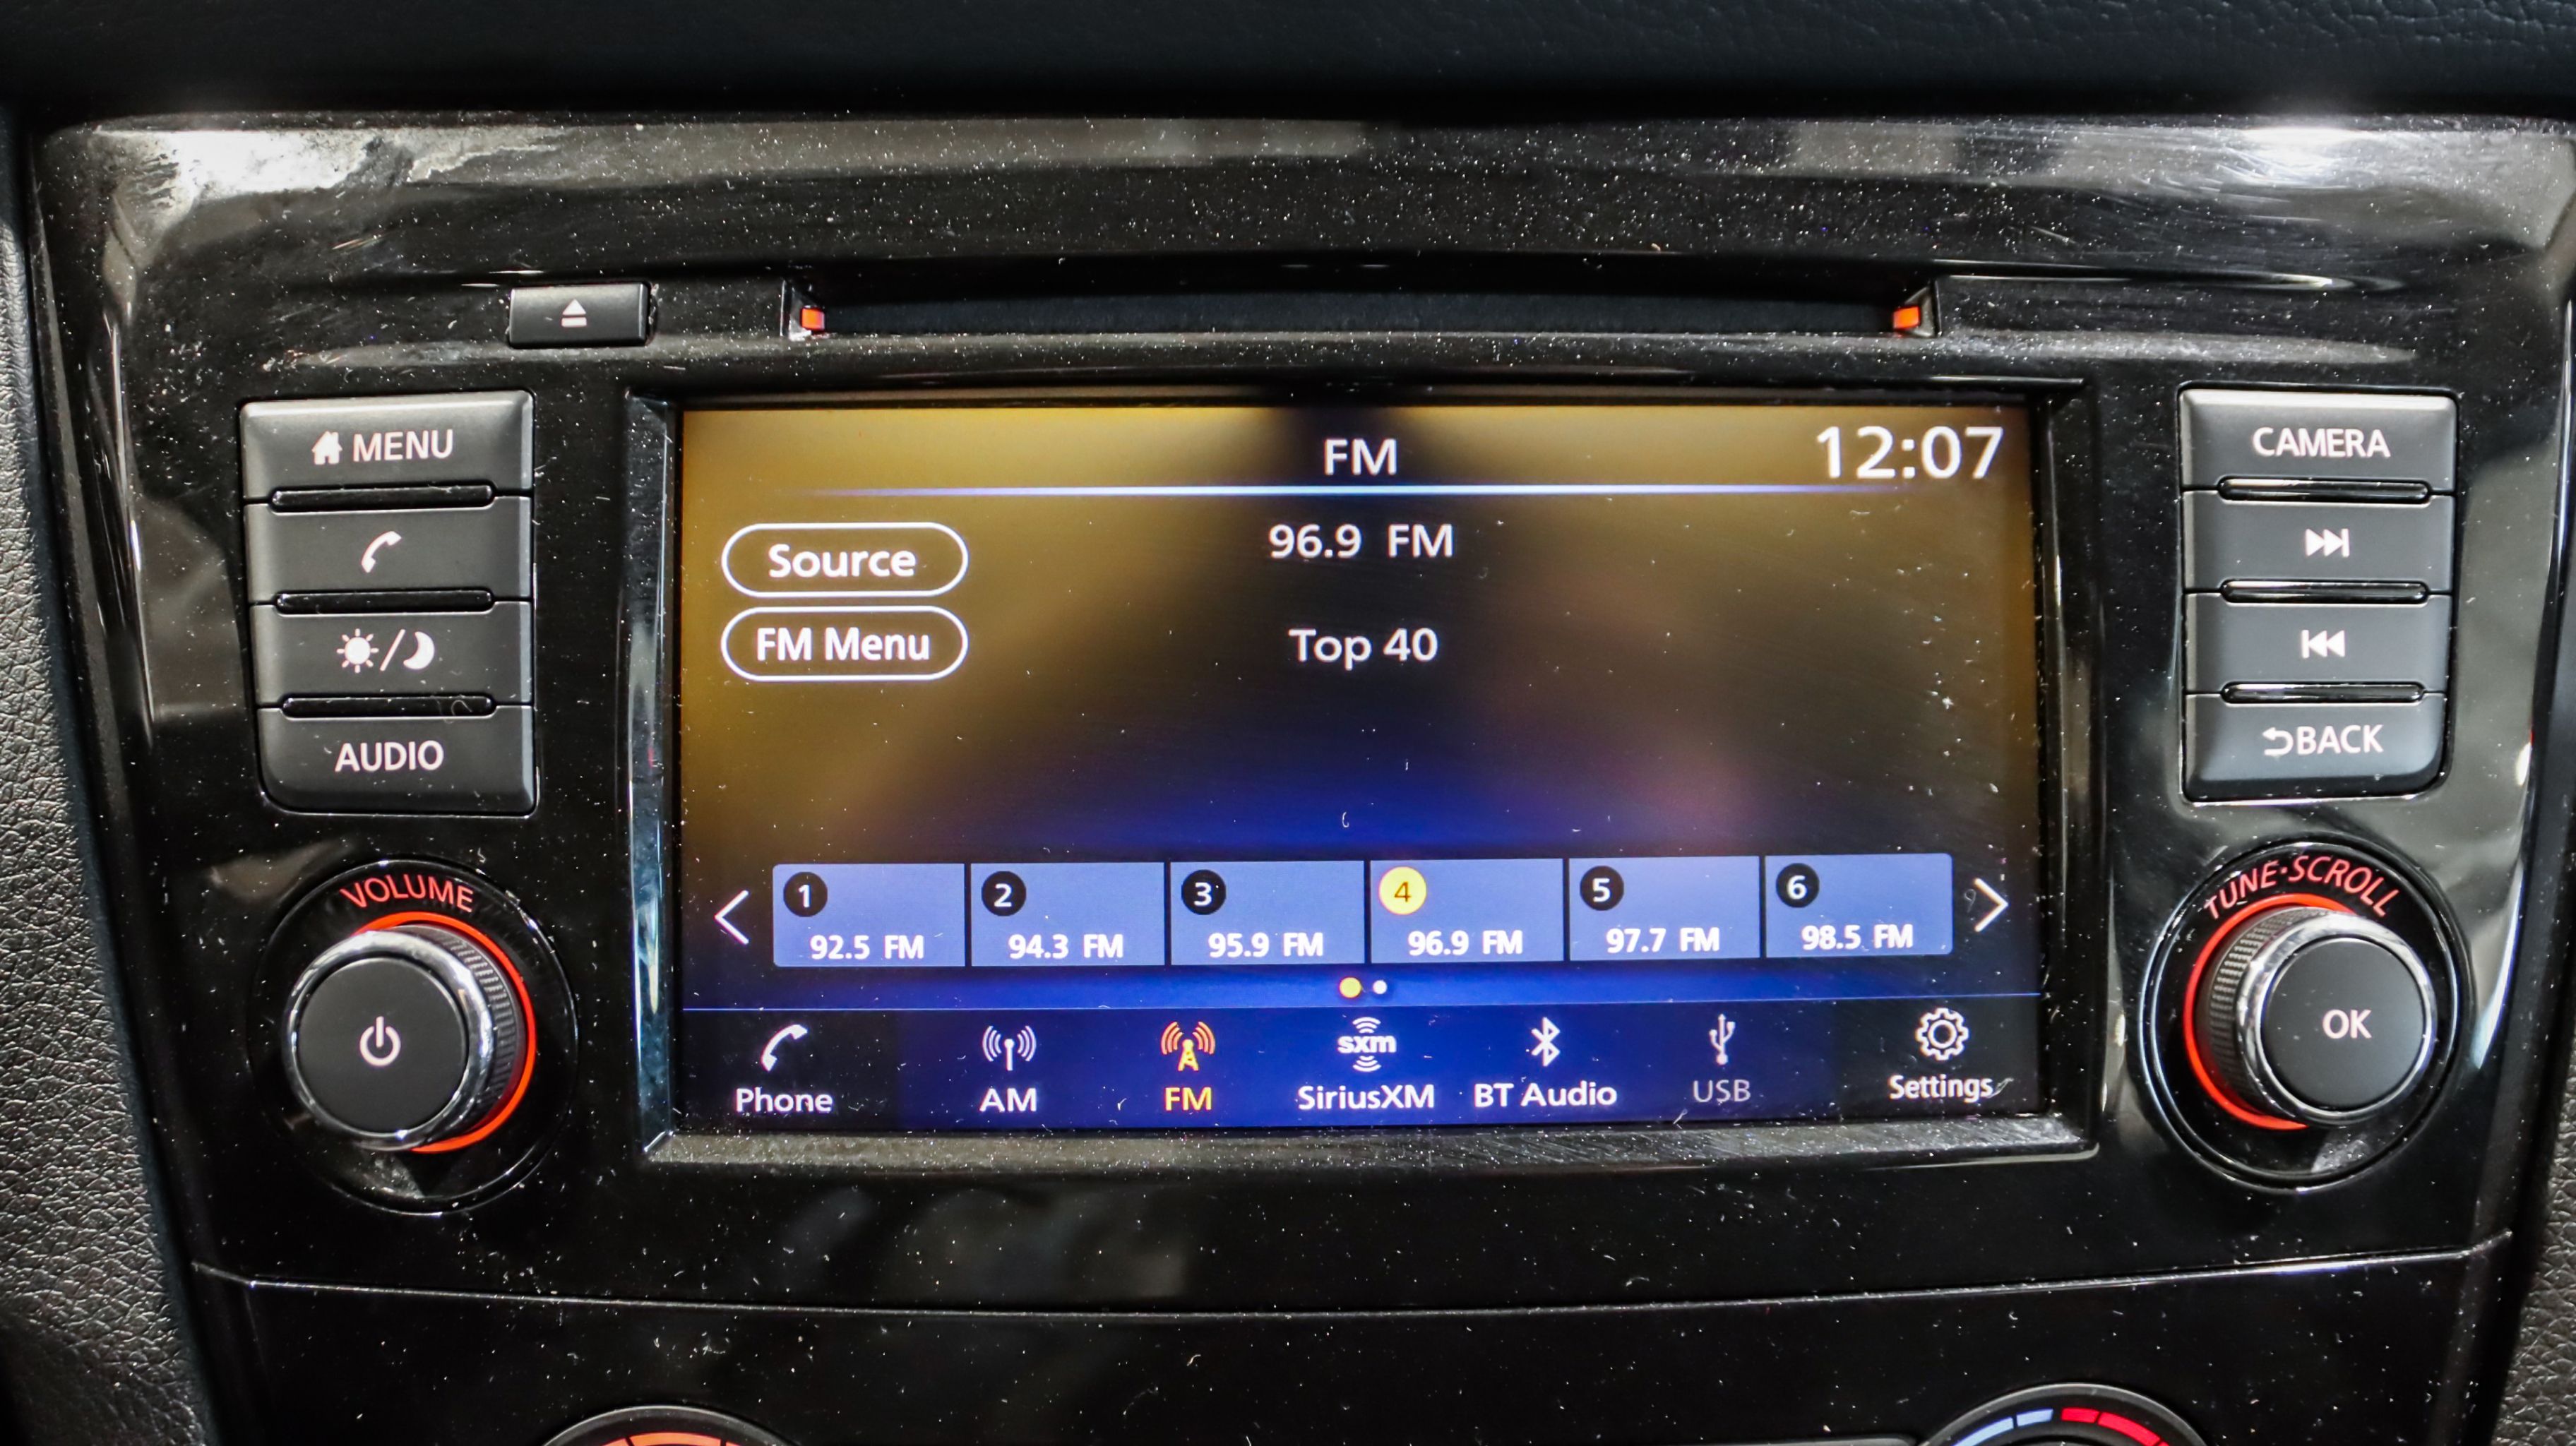 MENU
AUDIO
VOLUME
FM
12:07
Source
96.9 FM
FM Menu
Top 40
1
2
3
4
5
6
92.5 FM
94.3 FM
95.9 FM
96.9 FM
97.7 FM
98.5 FM
Phone
AM
FM
sxm
SiriusXM
BT Audio
USB
Settings
CAMERA
BACK
TUNE·SCROLL
OK